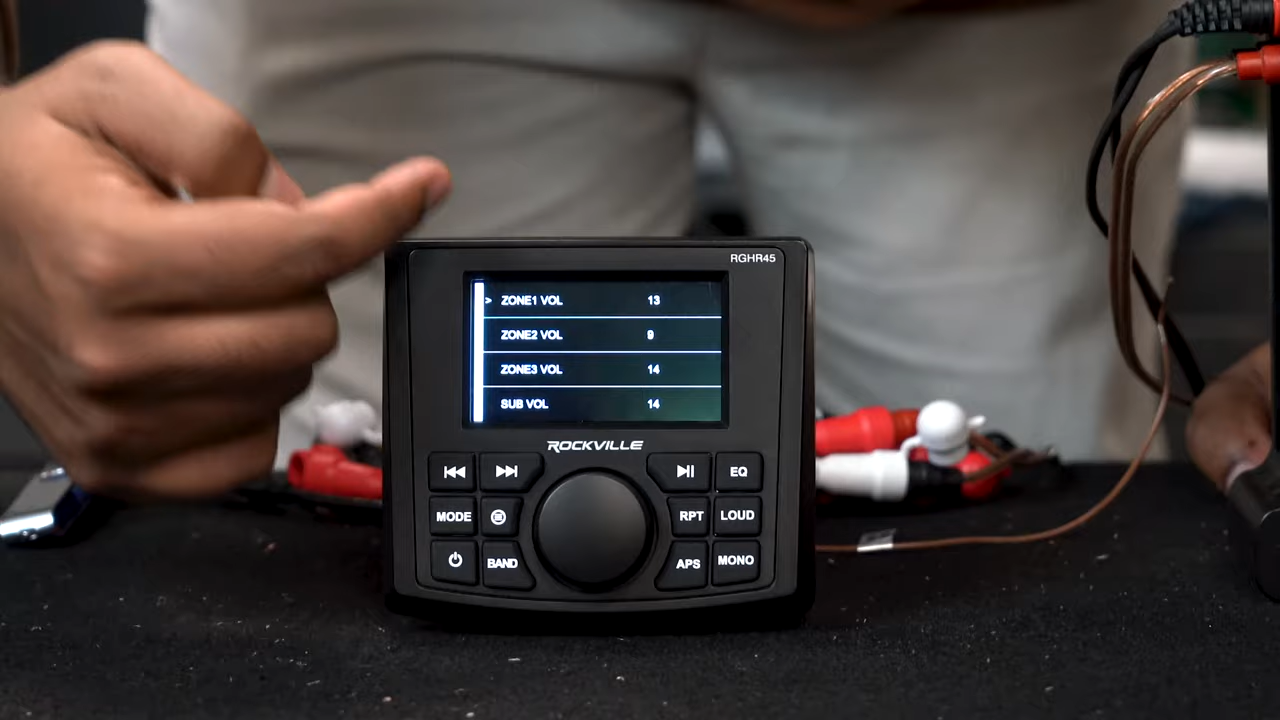 RGHR45
> ZONE1 VOL 13
ZONE2 VOL 9
ZONE3 VOL 14
SUB VOL 14
ROCKVILLE
EQ
MODE
RPT
LOUD
BAND
APS
MONO